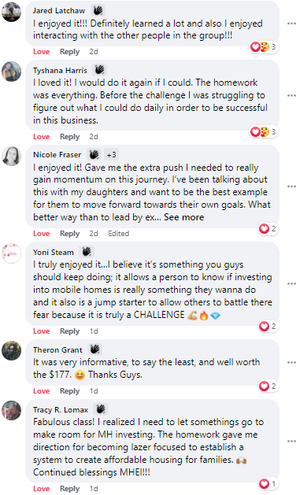 Jared Latchaw
I enjoyed it!!! Definitely learned a lot and also I enjoyed
interacting with the other people in the group!!!
Love Reply 2d 3
Tyshana Harris
I loved it! I would do it again if I could. The homework
was everything. Before the challenge I was struggling to
figure out what I could do daily in order to be successful
in this business.
Love Reply 2d 3
Nicole Fraser +3
I enjoyed it! Gave me the extra push I needed to really
gain momentum on this journey. I've been talking about
this with my daughters and want to be the best example
for them to move forward towards their own goals. What
better way than to lead by ex... See more
Love Reply 2d Edited 2
Yoni Steam
I truly enjoyed it...I believe it's something you guys
should keep doing; it allows a person to know if investing
into mobile homes is really something they wanna do
and it also is a jump starter to allow others to battle there
fear because it is truly a CHALLENGE 💪🏼🔥💎
Love Reply 1d 2
Theron Grant
It was very informative, to say the least, and well worth
the $177. 😊 Thanks Guys.
Love Reply 1d 2
Tracy R. Lomax
Fabulous class! I realized I need to let somethings go to
make room for MH investing. The homework gave me
direction for becoming lazer focused to establish a
system to create affordable housing for families. 🙌🏽
Continued blessings MHEI!!!
Love Reply 1d 1